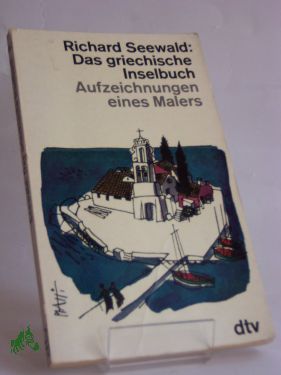 Richard Seewald:
Das griechische
Inselbuch
Aufzeichnungen
eines Malers
dtv